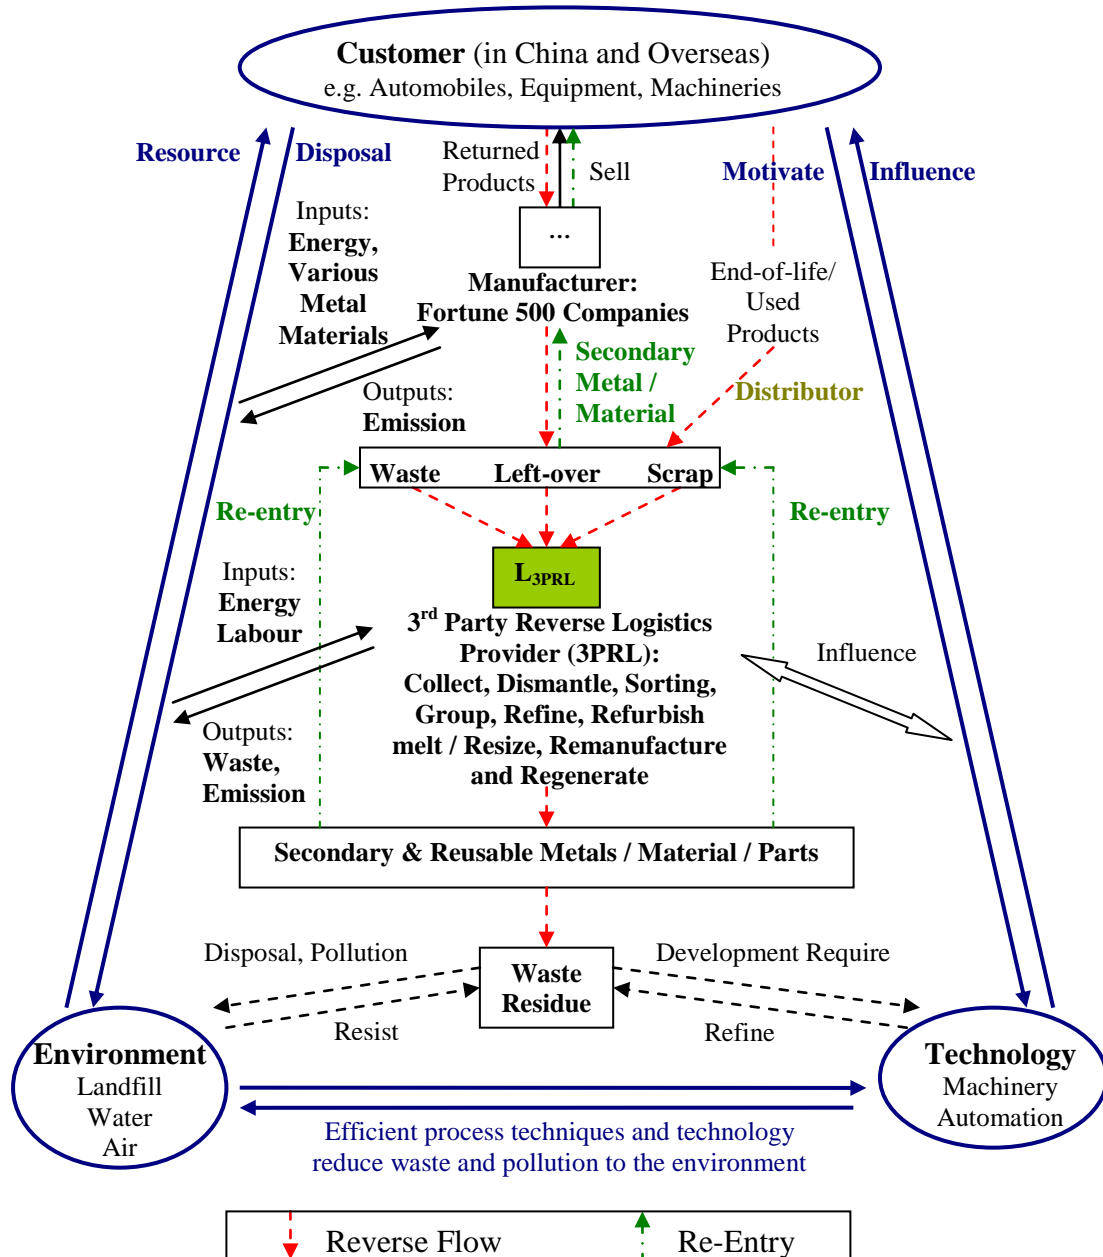 Customer (in China and Overseas)
e.g. Automobiles, Equipment, Machineries
Resource
Disposal
Returned
Products
Sell
Motivate
Influence
Inputs:
Energy,
Various
Metal
Materials
...
Manufacturer:
Fortune 500 Companies
End-of-life/
Used
Products
Secondary
Metal /
Material
Distributor
Outputs:
Emission
Waste Left-over Scrap
Re-entry
Re-entry
L3PRL
Inputs:
Energy
Labour
3rd Party Reverse Logistics
Provider (3PRL):
Collect, Dismantle, Sorting,
Group, Refine, Refurbish
melt / Resize, Remanufacture
and Regenerate
Influence
Outputs:
Waste,
Emission
Secondary & Reusable Metals / Material / Parts
Disposal, Pollution
Development Require
Waste
Residue
Resist
Refine
Environment
Landfill
Water
Air
Technology
Machinery
Automation
Efficient process techniques and technology
reduce waste and pollution to the environment
Reverse Flow
Re-Entry